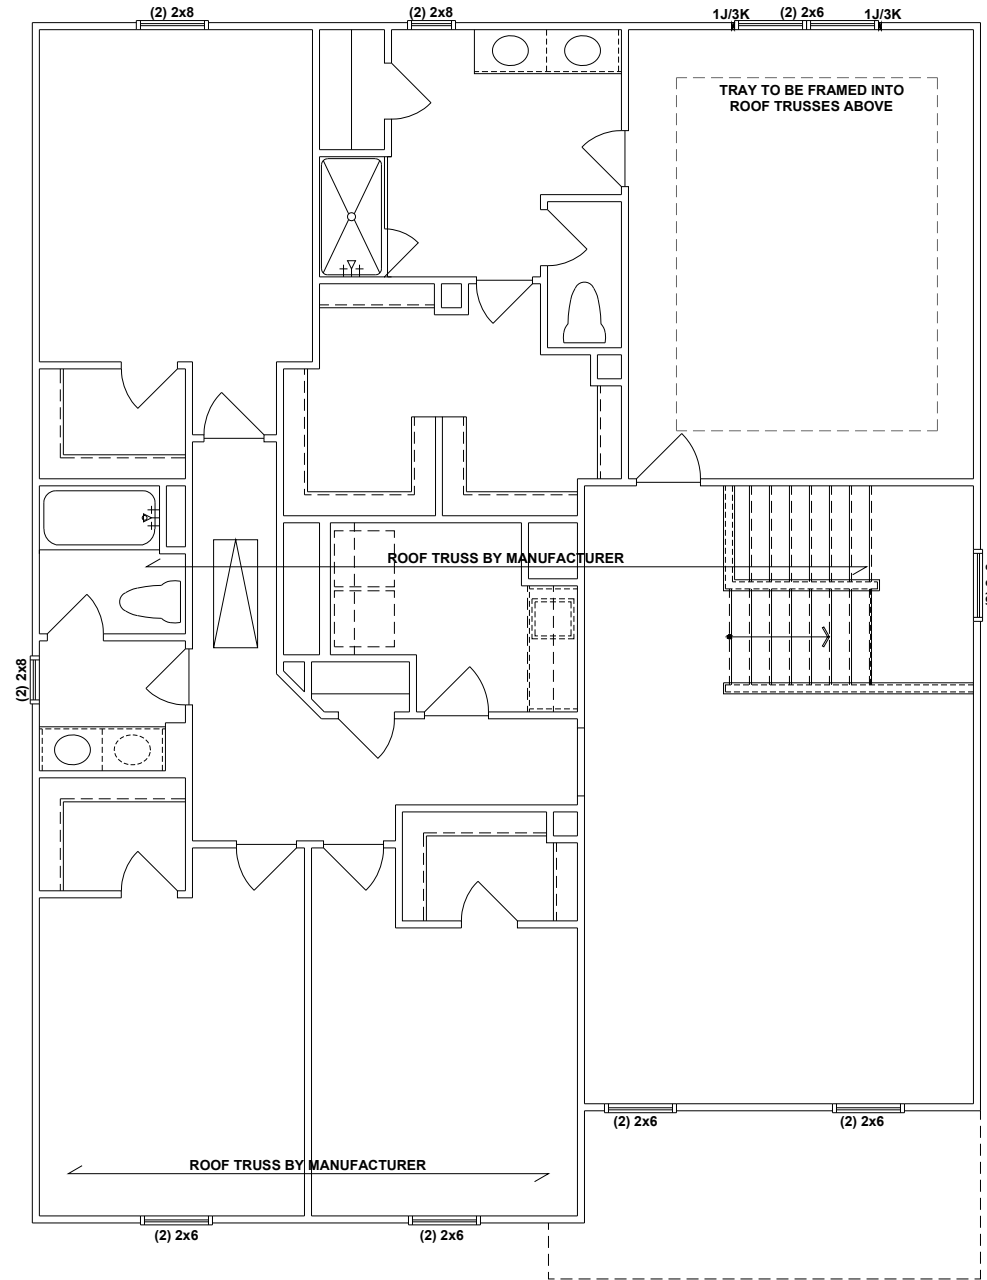 (2) 2x8
(2) 2x8
1J/3K
(2) 2x6
1J/3K
TRAY TO BE FRAMED INTO
ROOF TRUSSES ABOVE
ROOF TRUSS BY MANUFACTURER
(2) 2x8
(2) 2x6
(2) 2x6
ROOF TRUSS BY MANUFACTURER
(2) 2x6
(2) 2x6